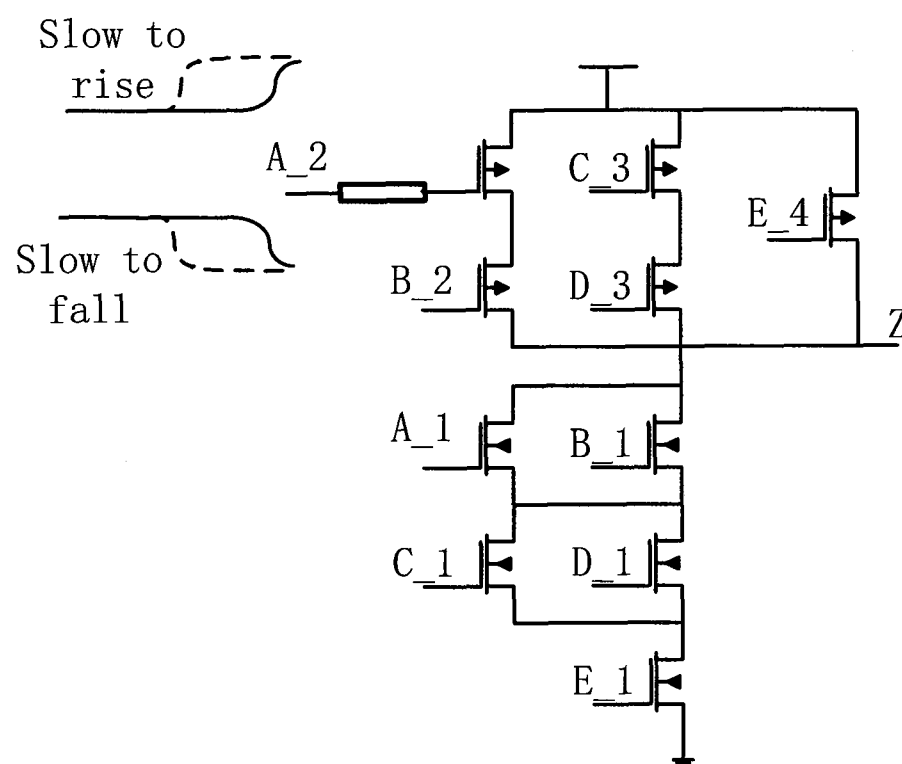 Slow to
rise
A_2
C_3
E_4
Slow to
fall
B_2
D_3
Z
A_1
B_1
C_1
D_1
E_1